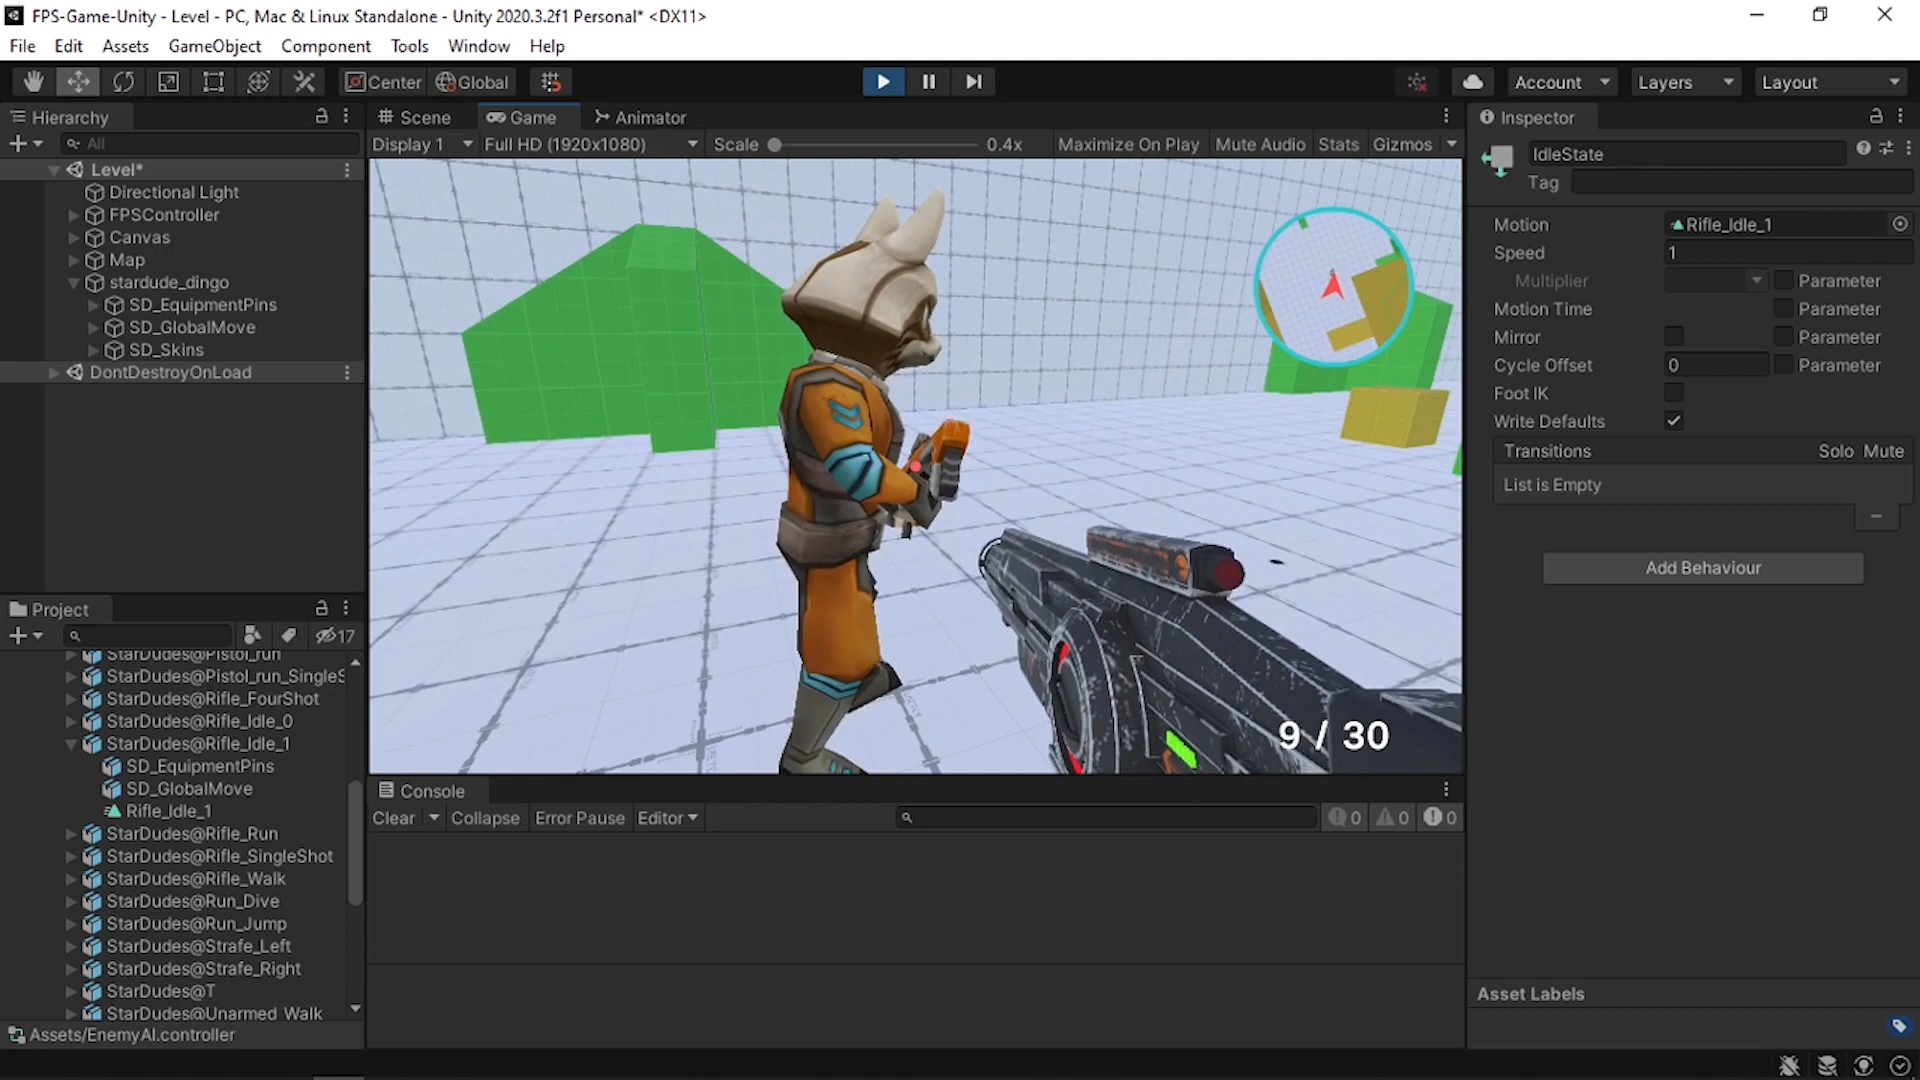 FPS-Game-Unity - Level - PC, Mac & Linux Standalone - Unity 2020.3.2f1 Personal* <DX11>
File Edit Assets GameObject Component Tools Window Help
Center Global Account Layers Layout
Hierarchy
All
Level*
Directional Light
FPSController
Canvas
Map
stardude_dingo
SD_EquipmentPins
SD_GlobalMove
SD_Skins
DontDestroyOnLoad
Project
17
StarDudes@Pistol_run
StarDudes@Pistol_run_SingleS
StarDudes@Rifle_FourShot
StarDudes@Rifle_Idle_0
StarDudes@Rifle_Idle_1
SD_EquipmentPins
SD_GlobalMove
Rifle_Idle_1
StarDudes@Rifle_Run
StarDudes@Rifle_SingleShot
StarDudes@Rifle_Walk
StarDudes@Run_Dive
StarDudes@Run_Jump
StarDudes@Strafe_Left
StarDudes@Strafe_Right
StarDudes@T
StarDudes@Unarmed_Walk
Assets/EnemyAI.controller
Scene Game Animator
Display 1 Full HD (1920x1080) Scale 0.4x Maximize On Play Mute Audio Stats Gizmos
9 / 30
Console
Clear Collapse Error Pause Editor 0 0 0
Inspector
IdleState
Tag
Motion Rifle_Idle_1
Speed 1
Multiplier Parameter
Motion Time Parameter
Mirror Parameter
Cycle Offset 0 Parameter
Foot IK
Write Defaults
Transitions Solo Mute
List is Empty
Add Behaviour
Asset Labels